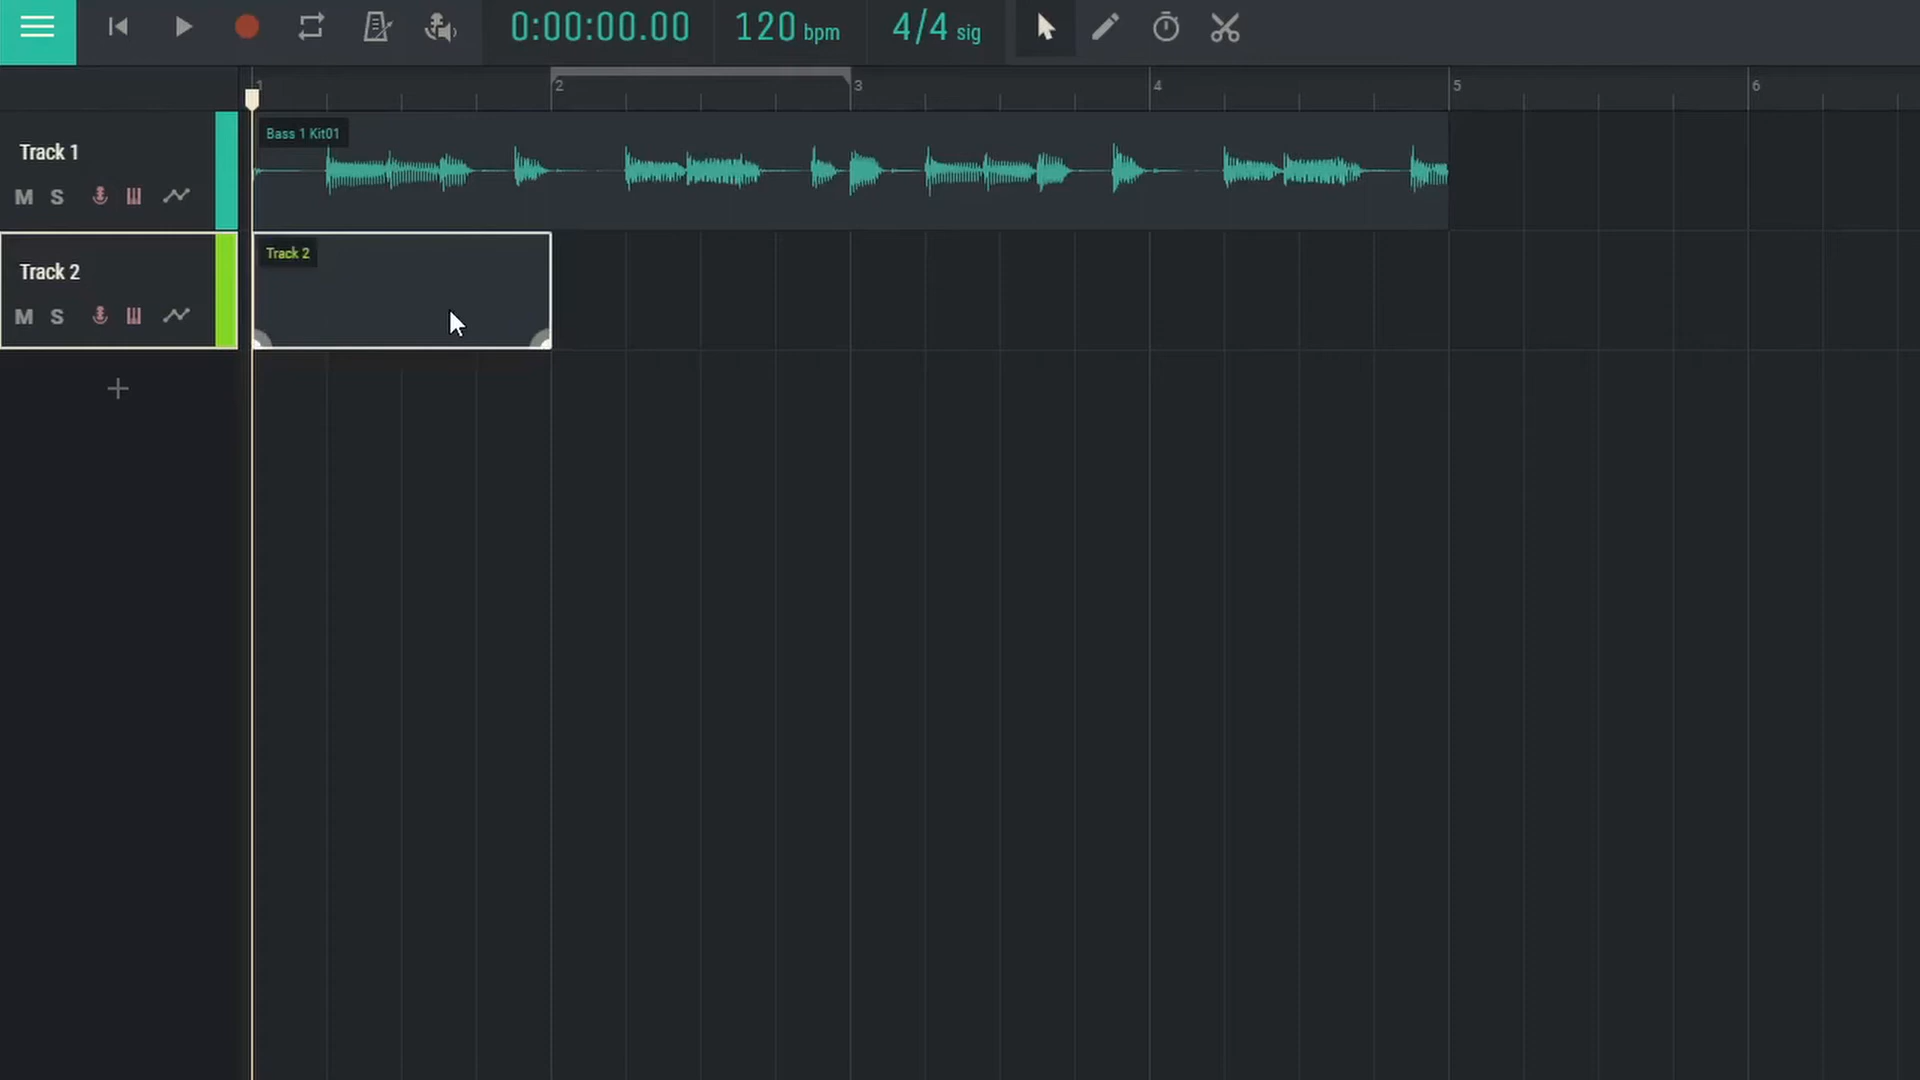 0:00:00.00 120 bpm 4/4 sig
1 2 3 4 5 6
Track 1
Bass 1 Kit01
M S
Track 2
Track 2
M S